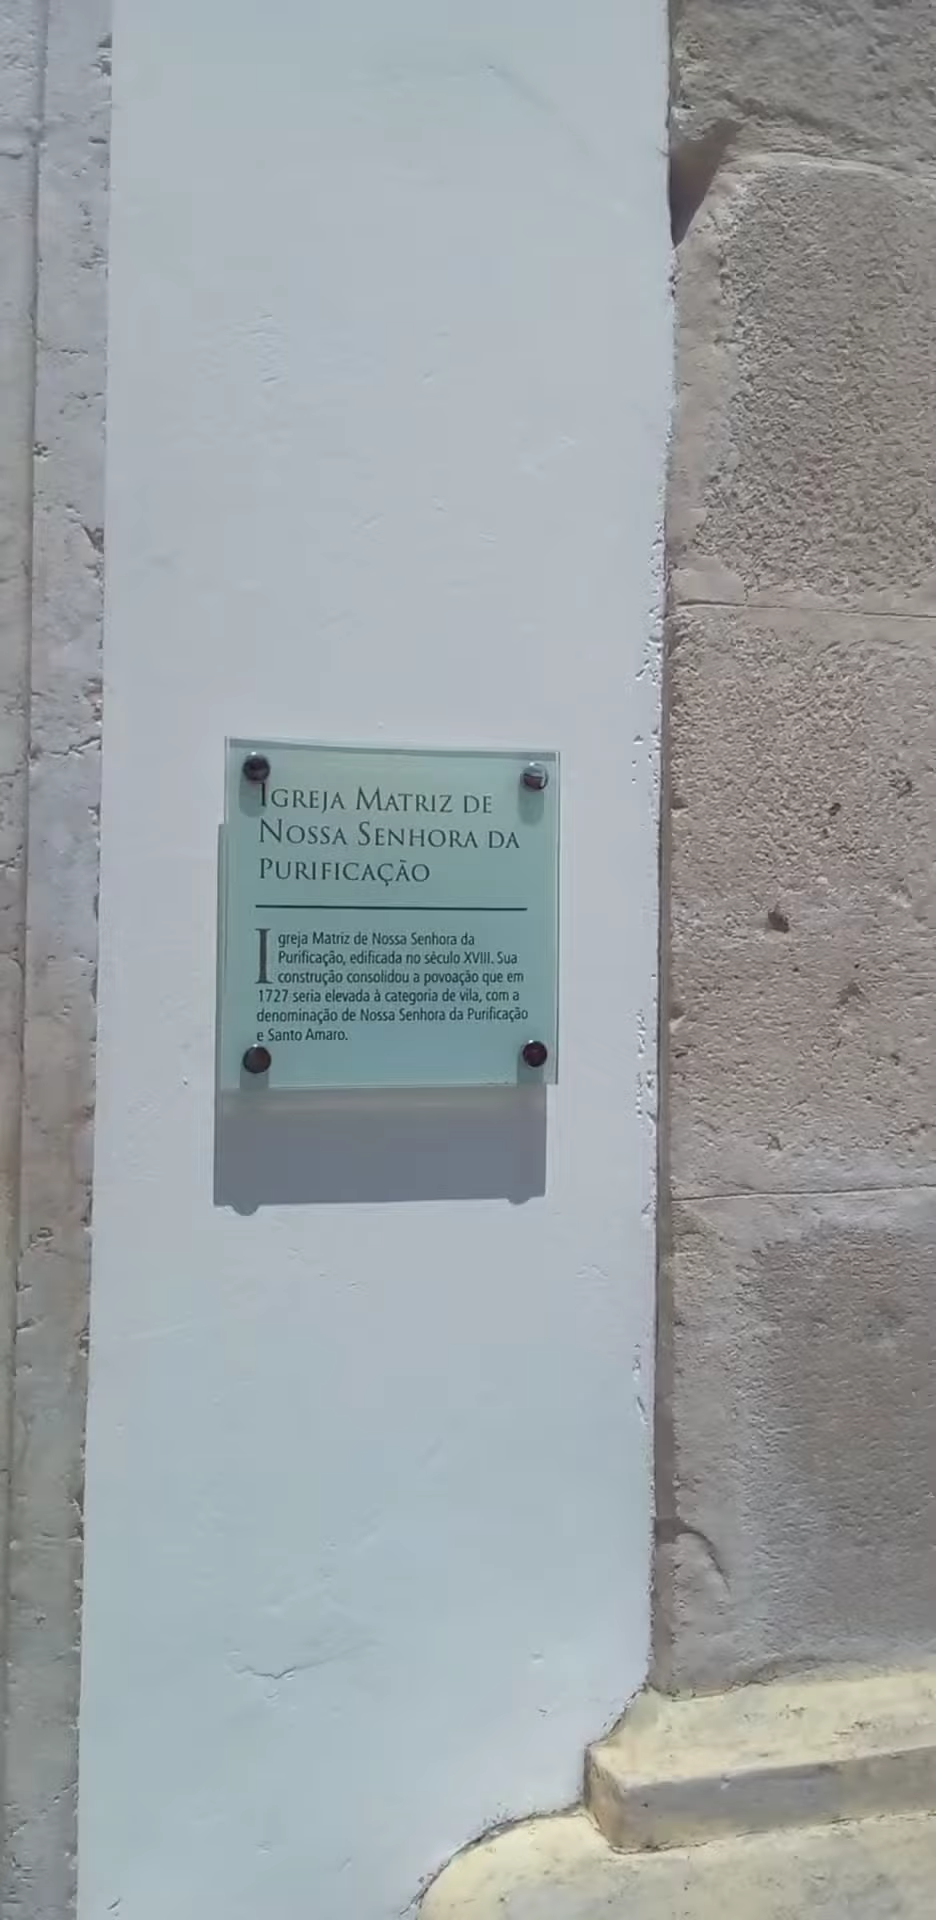 IGREJA MATRIZ DE
NOSSA SENHORA DA
PURIFICAÇÃO
Igreja Matriz de Nossa Senhora da
Purificação, edificada no século XVIII. Sua
construção consolidou a povoação que em
1727 seria elevada à categoria de vila, com a
denominação de Nossa Senhora da Purificação
e Santo Amaro.